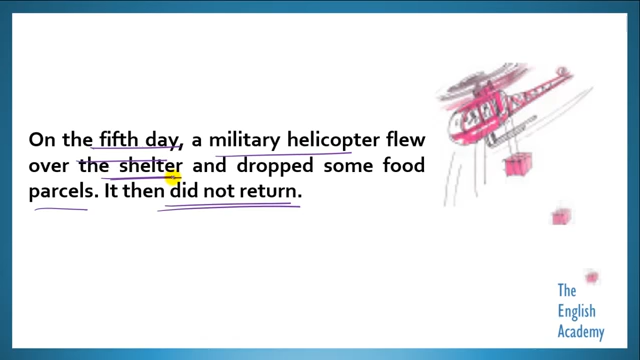 On the fifth day, a military helicopter flew
over the shelter and dropped some food
parcels. It then did not return.
The
English
Academy